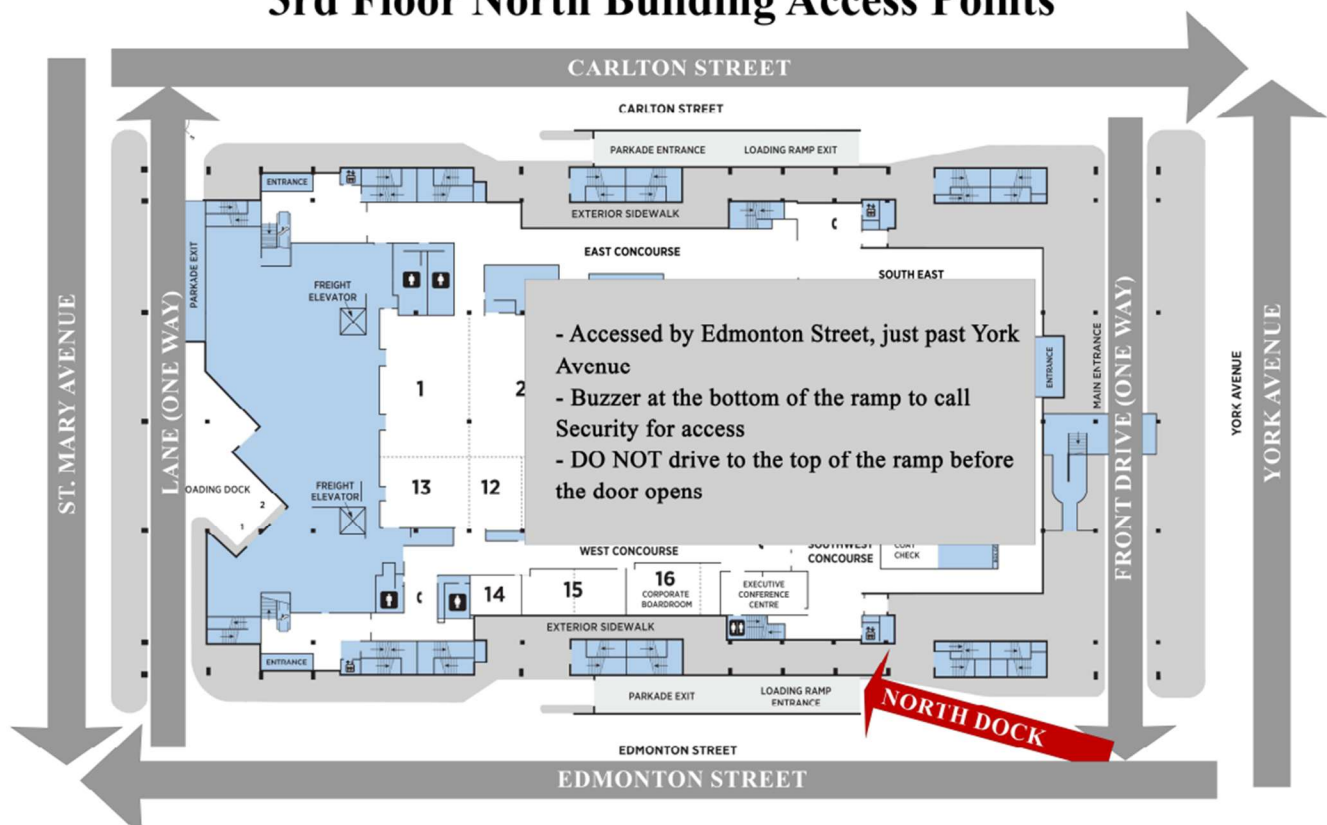 3rd Floor North Building Access Points
CARLTON STREET
CARLTON STREET
PARKADE ENTRANCE
LOADING RAMP EXIT
ENTRANCE
EXTERIOR SIDEWALK
EAST CONCOURSE
SOUTH EAST
PARKADE EXIT
FREIGHT
ELEVATOR
ST. MARY AVENUE
LANE (ONE WAY)
1
2
- Accessed by Edmonton Street, just past York
Avenue
- Buzzer at the bottom of the ramp to call
Security for access
- DO NOT drive to the top of the ramp before
the door opens
ENTRANCE
MAIN ENTRANCE
FRONT DRIVE (ONE WAY)
YORK AVENUE
YORK AVENUE
13
12
FREIGHT
ELEVATOR
OADING DOCK
2
1
WEST CONCOURSE
SOUTHWEST
CONCOURSE
COAT
CHECK
14
15
16
CORPORATE
BOARDROOM
EXECUTIVE
CONFERENCE
CENTRE
EXTERIOR SIDEWALK
ENTRANCE
PARKADE EXIT
LOADING RAMP
ENTRANCE
NORTH DOCK
EDMONTON STREET
EDMONTON STREET